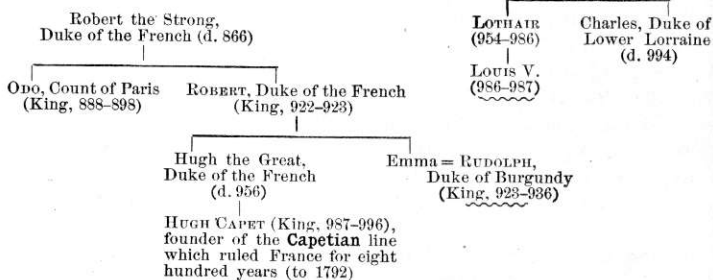 Robert the Strong,
Duke of the French (d. 866)
ODO, Count of Paris
(King, 888–898)
ROBERT, Duke of the French
(King, 922–923)
Hugh the Great,
Duke of the French
(d. 956)
Emma = RUDOLPH,
Duke of Burgundy
(King, 923–936)
HUGH CAPET (King, 987–996),
founder of the Capetian line
which ruled France for eight
hundred years (to 1792)
LOTHAIR
(954–986)
LOUIS V.
(986–987)
Charles, Duke of
Lower Lorraine
(d. 994)